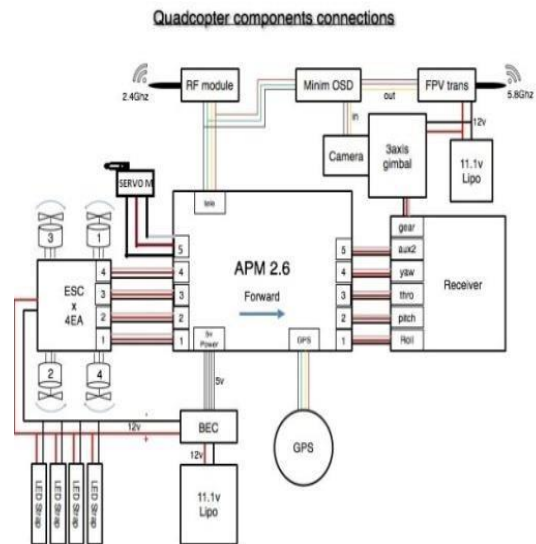 Quadcopter components connections
RF module
Minim OSD
FPV trans
2.4Ghz
5.8Ghz
out
in
12v
Camera
3axis
gimbal
11.1v
Lipo
SERVO M
tele
gear
5
5
aux2
3
1
4
4
4
yaw
APM 2.6
Receiver
ESC
x
4EA
3
3
Forward
3
thro
2
2
2
pitch
1
1
5v
Power
GPS
1
Roll
2
4
5v
-
12v
+
BEC
GPS
12v
11.1v
Lipo
LED Strap
LED Strap
LED Strap
LED Strap